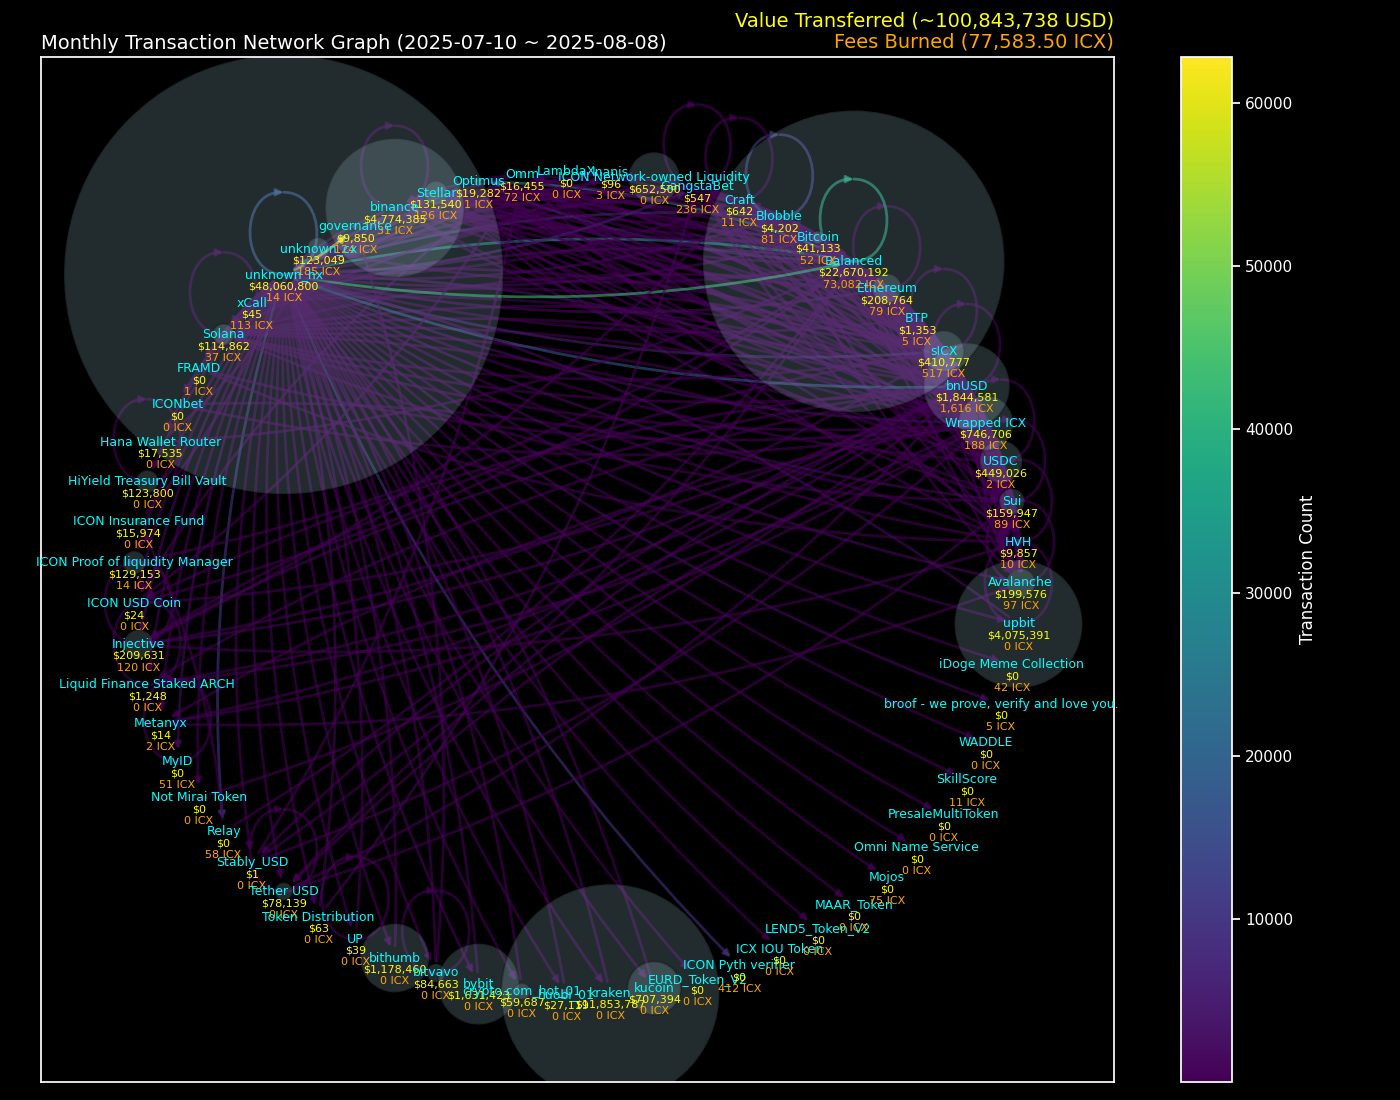 Value Transferred (~100,843,738 USD)
Monthly Transaction Network Graph (2025-07-10 ~ 2025-08-08)
Fees Burned (77,583.50 ICX)
LambdaX
$0
0 ICX
Inanis
$96
3 ICX
ICON Network-owned Liquidity
$652,500
0 ICX
GangstaBet
$547
236 ICX
Craft
$642
11 ICX
Blobble
$4,202
81 ICX
Bitcoin
$41,133
Balanced
$22,670,192
73,082 ICX
Ethereum
$208,764
79 ICX
BTP
$1,353
5 ICX
sICX
$410,777
517 ICX
bnUSD
$1,844,581
1,616 ICX
Wrapped ICX
$746,706
188 ICX
USDC
$449,026
2 ICX
Sui
$159,947
89 ICX
HVH
$9,857
10 ICX
Avalanche
$199,576
97 ICX
upbit
$4,075,391
0 ICX
iDoge Meme Collection
$0
42 ICX
broof - we prove, verify and love you.
$0
5 ICX
WADDLE
$0
0 ICX
SkillScore
$0
11 ICX
PresaleMultiToken
$0
0 ICX
Omni Name Service
$0
0 ICX
Mojos
$0
75 ICX
MAAR_Token
$0
0 ICX
LEND5_Token_V2
$0
0 ICX
ICX IOU Token
$0
0 ICX
ICON Pyth verifier
$0
412 ICX
EURD_Token_V2
$0
0 ICX
kucoin
$707,394
0 ICX
kraken
$11,853,787
0 ICX
huobi_01
0 ICX
crypto.com_hot_01
$59,687
0 ICX
bybit
0 ICX
bitvavo
$84,663
0 ICX
bithumb
$1,178,460
0 ICX
UP
$39
0 ICX
Token Distribution
$63
0 ICX
Tether USD
$78,139
0 ICX
Stably_USD
$1
0 ICX
Relay
$0
58 ICX
Not Mirai Token
$0
0 ICX
MyID
$0
51 ICX
Metanyx
$14
2 ICX
Liquid Finance Staked ARCH
$1,248
0 ICX
Injective
$209,631
120 ICX
ICON USD Coin
$24
0 ICX
ICON Proof of liquidity Manager
$129,153
14 ICX
ICON Insurance Fund
$15,974
0 ICX
HiYield Treasury Bill Vault
$123,800
0 ICX
Hana Wallet Router
$17,535
0 ICX
ICONbet
$0
0 ICX
FRAMD
$0
1 ICX
Solana
$114,862
37 ICX
xCall
$45
113 ICX
unknown_hx
$48,060,800
14 ICX
unknown_cx
$123,049
185 ICX
governance
$9,850
binance
$4,774,385
51 ICX
Stellar
$131,540
126 ICX
Optimus
$19,282
1 ICX
Omm
$16,455
72 ICX
60000
50000
40000
30000
20000
10000
Transaction Count